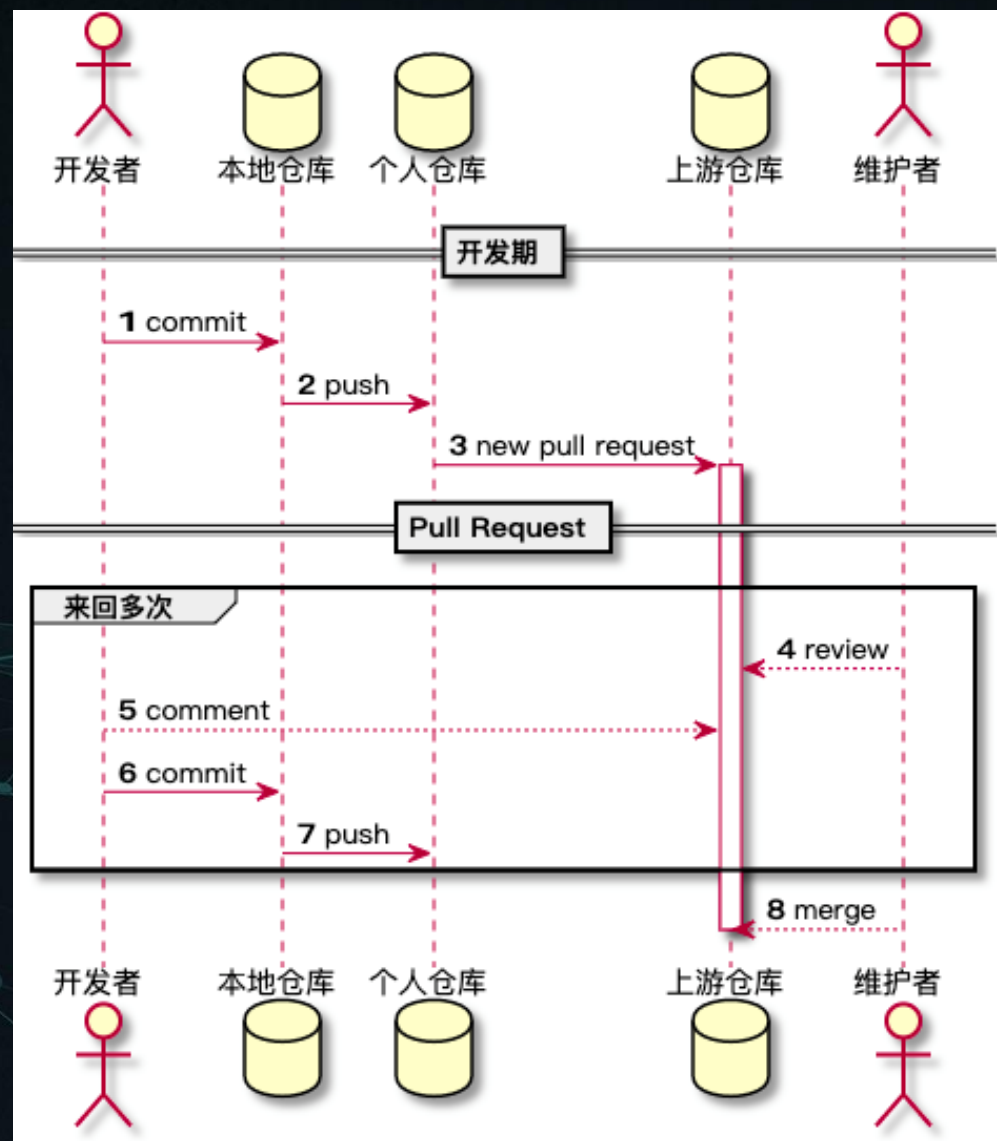 开发者 本地仓库 个人仓库 上游仓库 维护者
开发期
1 commit
2 push
3 new pull request
Pull Request
来回多次
4 review
5 comment
6 commit
7 push
8 merge
开发者 本地仓库 个人仓库 上游仓库 维护者